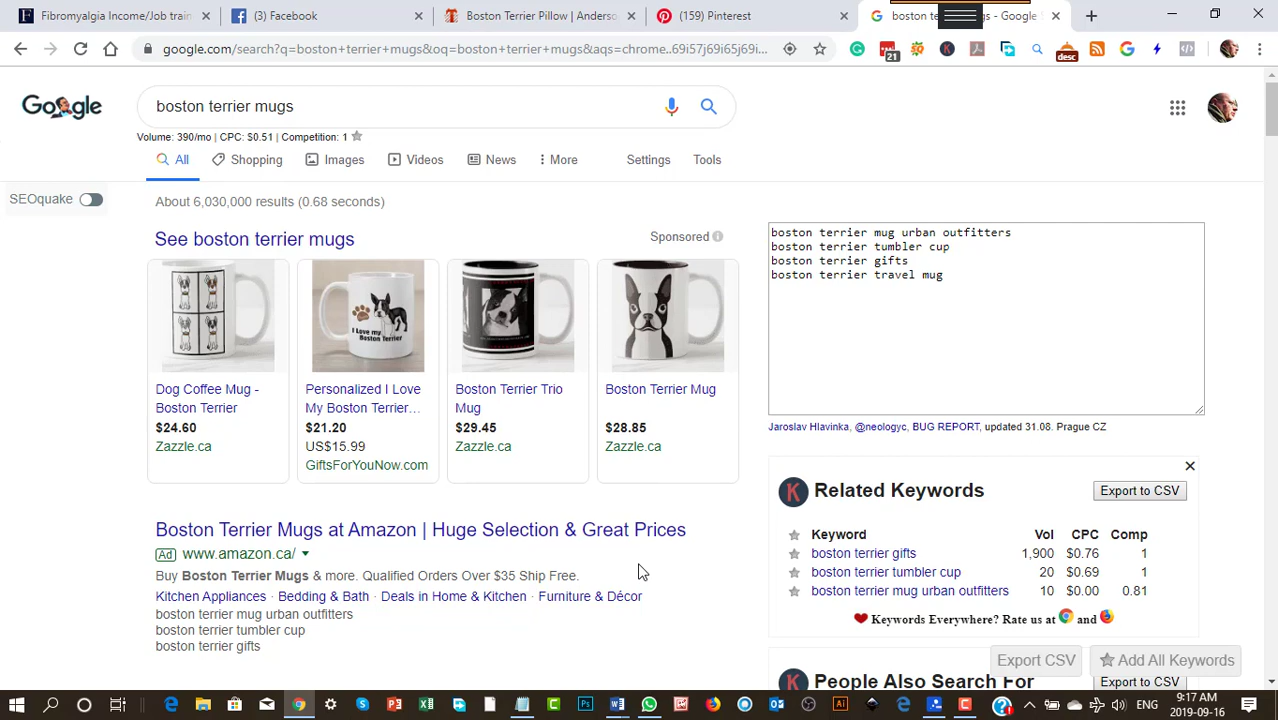 Fibromyalgia Income/Job train
(2) Facebook
Boston Terrier Pillow | Anderso
(159) Pinterest
google.com/search?q=boston+terrier+mugs&oq=boston+terrier+mugs&aqs=chrome..69i57j69i65j69i...
21
desc
Google
boston terrier mugs
Volume: 390/mo | CPC: $0.51 | Competition: 1
All
Shopping
Images
Videos
News
More
Settings
Tools
SEOquake
About 6,030,000 results (0.68 seconds)
See boston terrier mugs
Sponsored
Dog Coffee Mug -
Boston Terrier
$24.60
Zazzle.ca
I Love my
Boston Terrier
Personalized I Love
My Boston Terrier…
$21.20
US$15.99
GiftsForYouNow.com
Boston Terrier Trio
Mug
$29.45
Zazzle.ca
Boston Terrier Mug
$28.85
Zazzle.ca
Boston Terrier Mugs at Amazon | Huge Selection & Great Prices
Ad www.amazon.ca/
Buy Boston Terrier Mugs & more. Qualified Orders Over $35 Ship Free.
Kitchen Appliances · Bedding & Bath · Deals in Home & Kitchen · Furniture & Décor
boston terrier mug urban outfitters
boston terrier tumbler cup
boston terrier gifts
boston terrier mug urban outfitters
boston terrier tumbler cup
boston terrier gifts
boston terrier travel mug
Jaroslav Hlavinka, @neologyc, BUG REPORT, updated 31.08. Prague CZ
K Related Keywords
Export to CSV
Keyword Vol CPC Comp
boston terrier gifts 1,900 $0.76 1
boston terrier tumbler cup 20 $0.69 1
boston terrier mug urban outfitters 10 $0.00 0.81
Keywords Everywhere? Rate us at and
Export CSV
Add All Keywords
K People Also Search For
Export to CSV
9:17 AM
2019-09-16